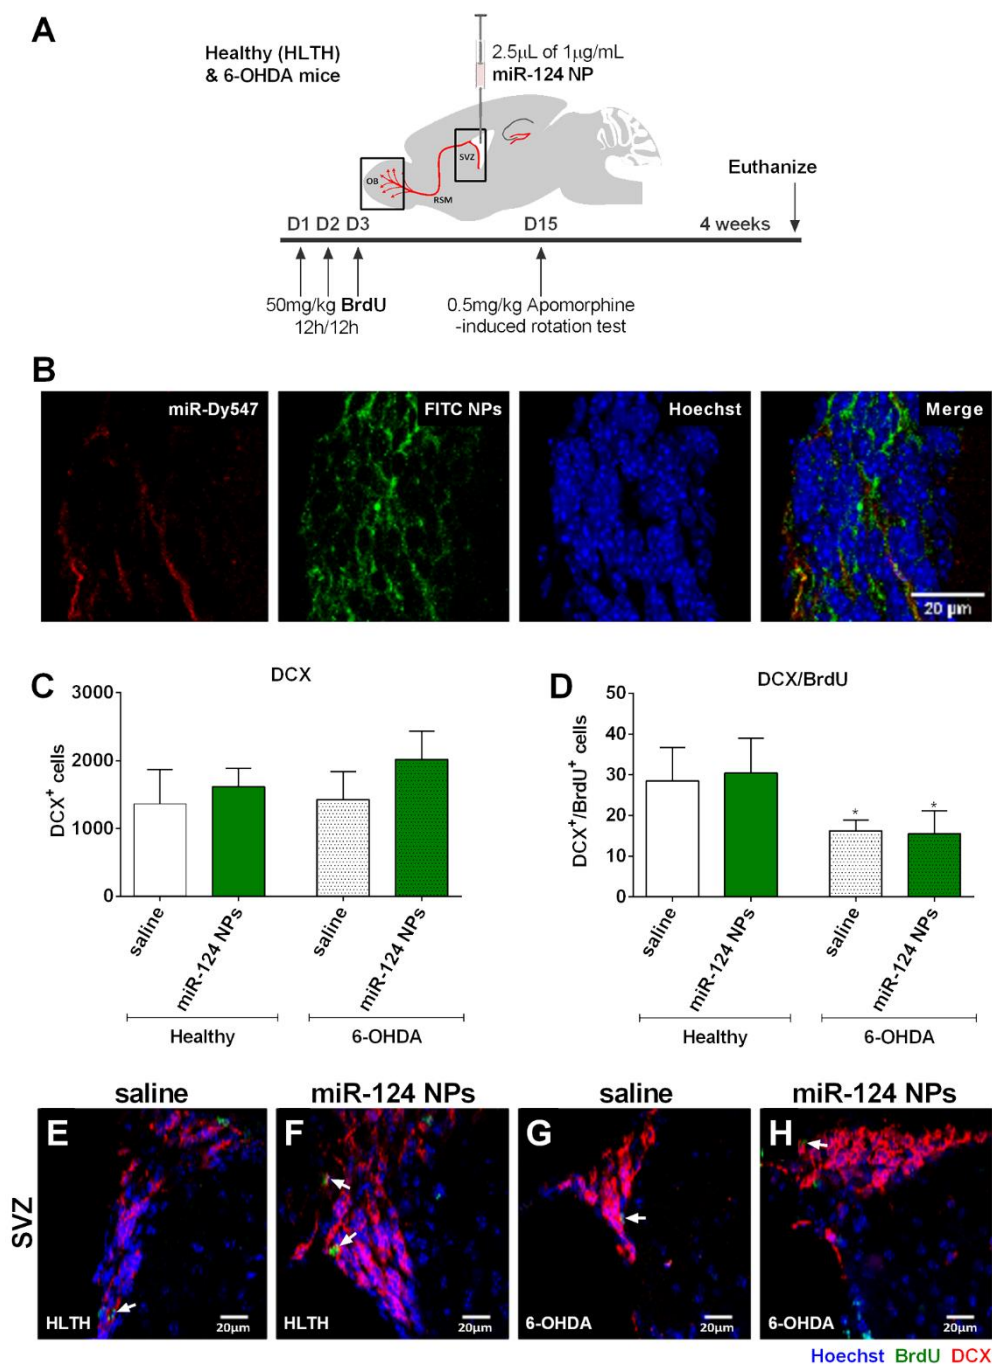 A
Healthy (HLTH)
& 6-OHDA mice
2.5µL of 1µg/mL
miR-124 NP
SVZ
OB
RSM
Euthanize
D1 D2 D3 D15 4 weeks
50mg/kg BrdU
12h/12h
0.5mg/kg Apomorphine
-induced rotation test
B
miR-Dy547
FITC NPs
Hoechst
Merge
20 µm
C
DCX
DCX+ cells
3000
2000
1000
0
saline
miR-124 NPs
saline
miR-124 NPs
Healthy
6-OHDA
D
DCX/BrdU
DCX+/BrdU+ cells
50
40
30
20
10
0
* *
saline
miR-124 NPs
saline
miR-124 NPs
Healthy
6-OHDA
saline
miR-124 NPs
saline
miR-124 NPs
SVZ
E
HLTH
20µm
F
HLTH
20µm
G
6-OHDA
20µm
H
6-OHDA
20µm
Hoechst BrdU DCX